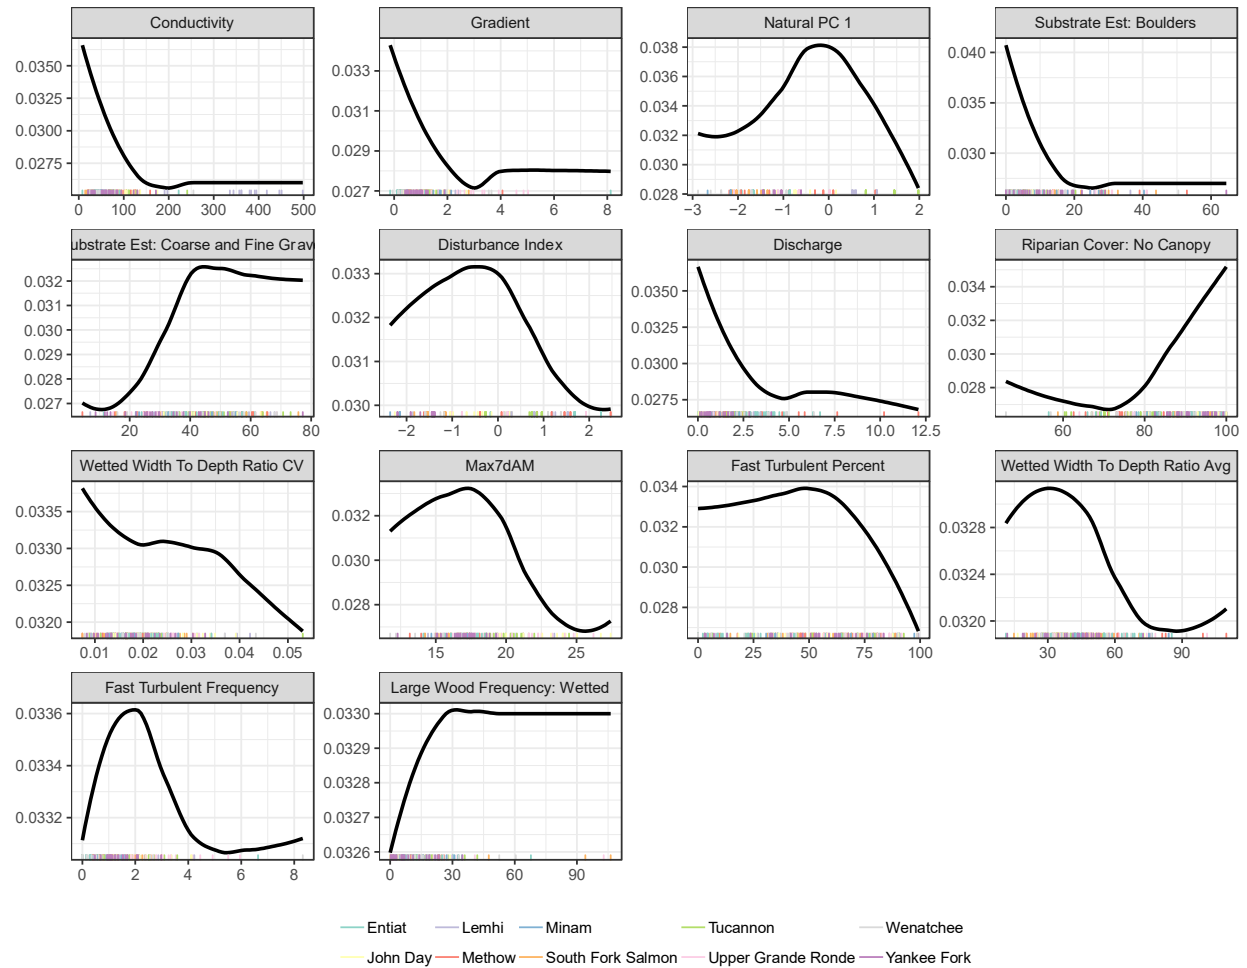 Conductivity Gradient Natural PC 1 Substrate Est: Boulders
0.0350 0.0325 0.0300 0.0275
0.033 0.031 0.029 0.027
0.038 0.036 0.034 0.032 0.030 0.028
0.040 0.035 0.030
0 100 200 300 400 500
0 2 4 6 8
−3 −2 −1 0 1 2
0 20 40 60
ubstrate Est: Coarse and Fine Grav Disturbance Index Discharge Riparian Cover: No Canopy
0.032 0.031 0.030 0.029 0.028 0.027
0.033 0.032 0.031 0.030
0.0350 0.0325 0.0300 0.0275
0.034 0.032 0.030 0.028
20 40 60 80
−2 −1 0 1 2
0.0 2.5 5.0 7.5 10.0 12.5
60 80 100
Wetted Width To Depth Ratio CV Max7dAM Fast Turbulent Percent Wetted Width To Depth Ratio Avg
0.0335 0.0330 0.0325 0.0320
0.032 0.030 0.028
0.034 0.032 0.030 0.028
0.0328 0.0324 0.0320
0.01 0.02 0.03 0.04 0.05
15 20 25
0 25 50 75 100
30 60 90
Fast Turbulent Frequency Large Wood Frequency: Wetted
0.0336 0.0334 0.0332
0.0330 0.0329 0.0328 0.0327 0.0326
0 2 4 6 8
0 30 60 90
Entiat Lemhi Minam Tucannon Wenatchee
John Day Methow South Fork Salmon Upper Grande Ronde Yankee Fork